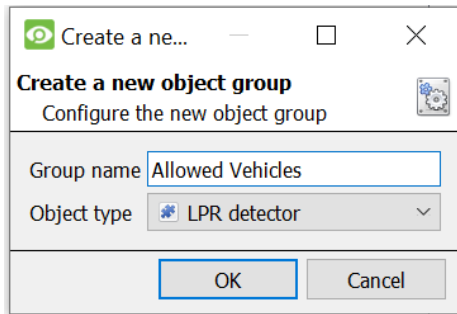 Create a ne...
Create a new object group
Configure the new object group
Group name Allowed Vehicles
Object type LPR detector
OK Cancel